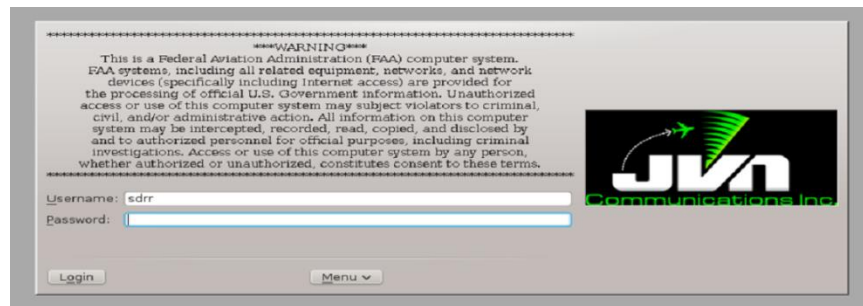 *************************************************************************
****WARNING****
This is a Federal Aviation Administration (FAA) computer system.
FAA systems, including all related equipment, networks, and network
devices (specifically including Internet access) are provided for
the processing of official U.S. Government information. Unauthorized
access or use of this computer system may subject violators to criminal,
civil, and/or administrative action. All information on this computer
system may be intercepted, recorded, read, copied, and disclosed by
and to authorized personnel for official purposes, including criminal
investigations. Access or use of this computer system by any person,
whether authorized or unauthorized, constitutes consent to these terms.
*************************************************************************
Username: sdrr
Password:
Login
Menu
JVN
Communications Inc.